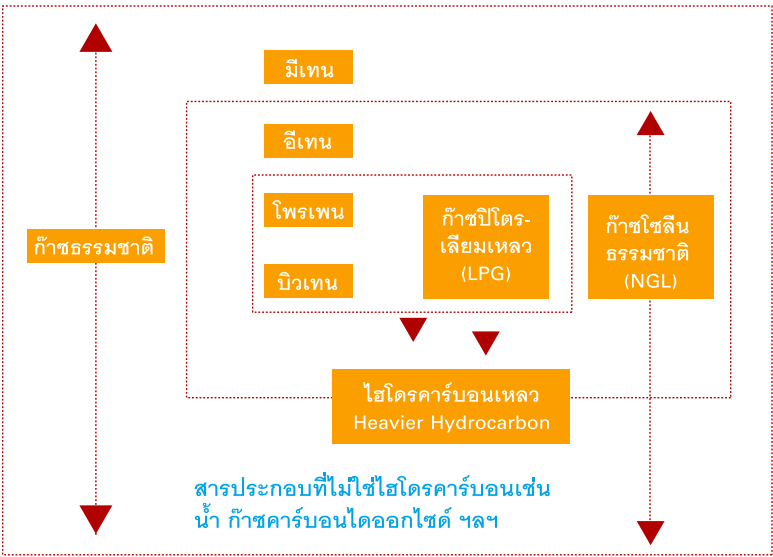 มีเทน
อีเทน
โพรเพน
บิวเทน
ก๊าซธรรมชาติ
ก๊าซปิโตร-
เลียมเหลว
(LPG)
ก๊าซโซลีน
ธรรมชาติ
(NGL)
ไฮโดรคาร์บอนเหลว
Heavier Hydrocarbon
สารประกอบที่ไม่ใช่ไฮโดรคาร์บอนเช่น
น้ำ ก๊าซคาร์บอนไดออกไซด์ ฯลฯ